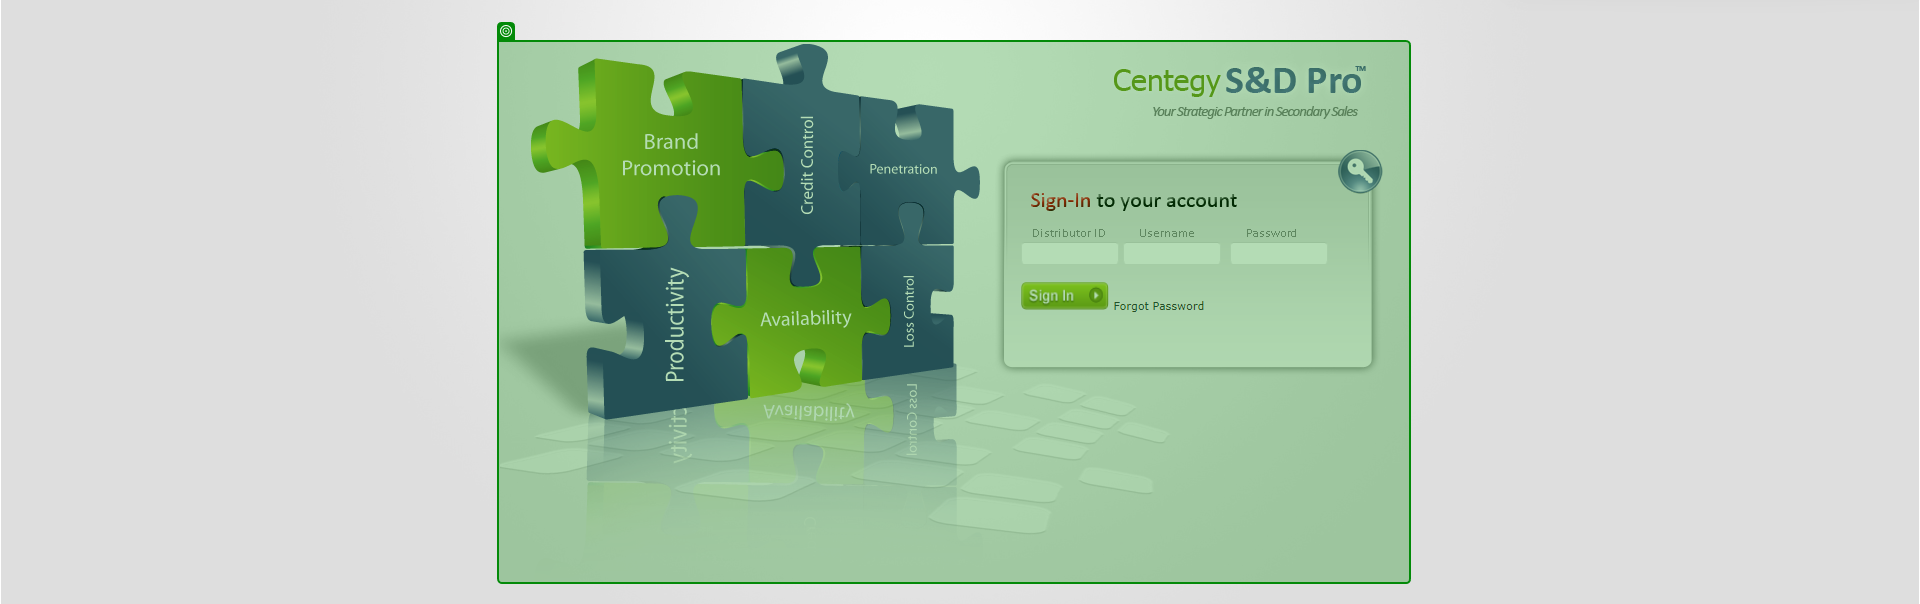 Centegy S&D Pro™
Your Strategic Partner in Secondary Sales
Brand
Promotion
Credit Control
Penetration
Productivity
Availability
Loss Control
Sign-In to your account
Distributor ID Username Password
Sign In
Forgot Password
Productivity
Availability
Loss Control